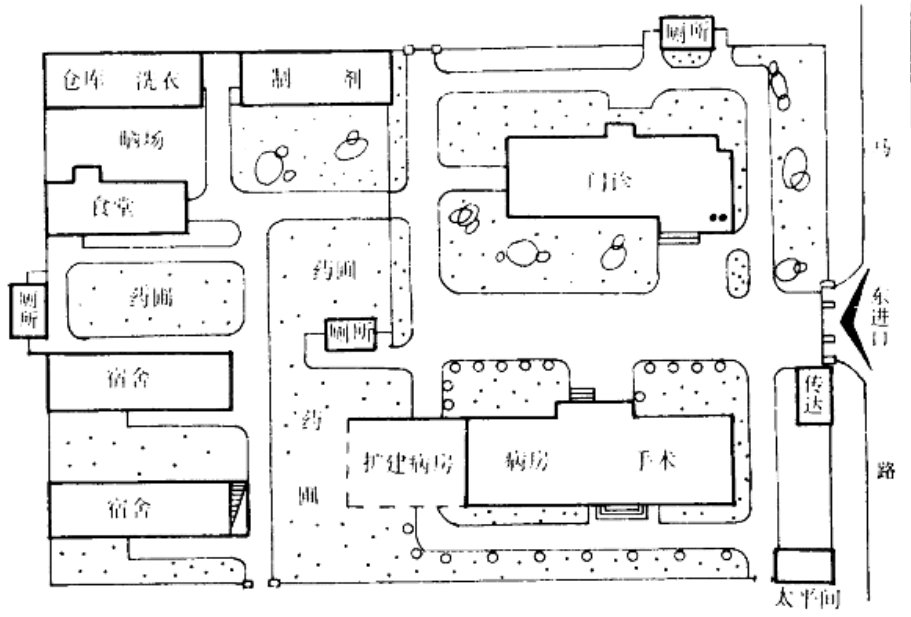 厕所
仓库 洗衣
制 剂
晒场
门诊
马
食堂
药圃
药圃
厕所
厕所
东进口
宿舍
传达
药
圃
扩建病房
病房
手术
路
宿舍
太平间